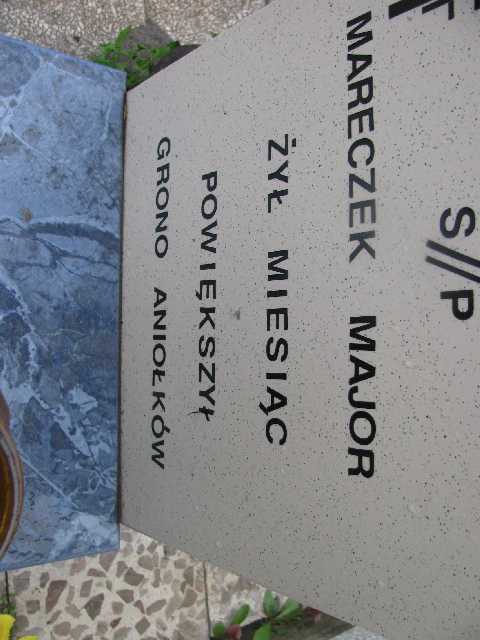 S//P
MARECZEK MAJOR
ŻYŁ MIESIĄC
POWIĘKSZYŁ
GRONO ANIOŁKÓW